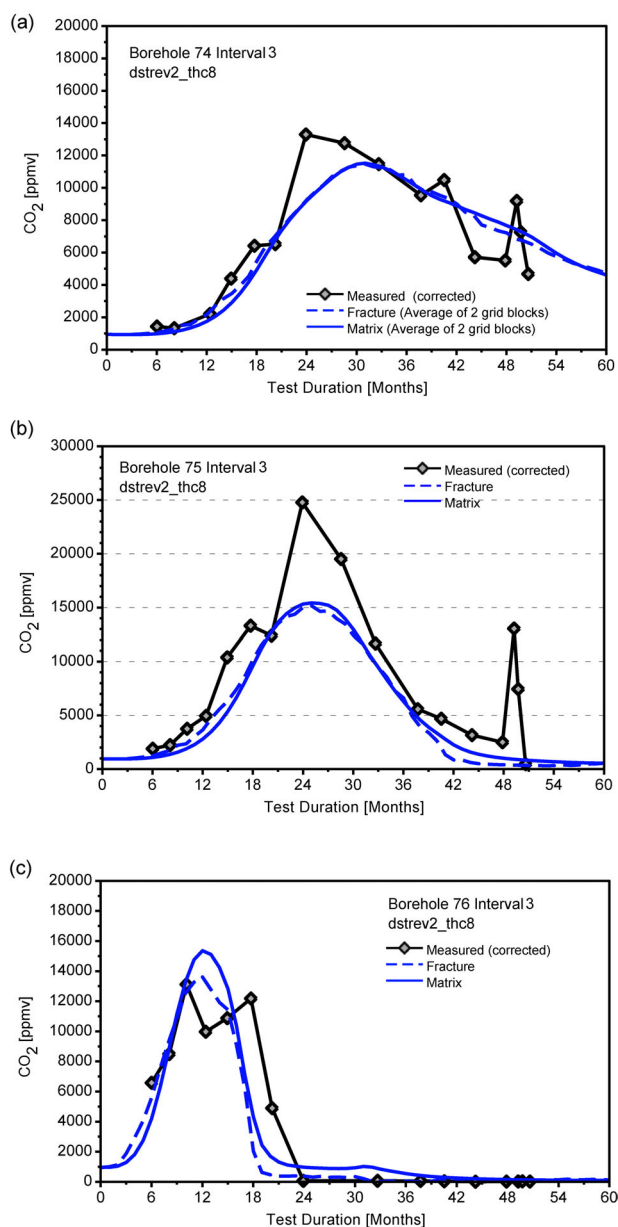 (a)
20000
18000
16000
14000
12000
10000
8000
6000
4000
2000
0
CO2 [ppmv]
Borehole 74 Interval 3
dstrev2_thc8
Measured (corrected)
Fracture (Average of 2 grid blocks)
Matrix (Average of 2 grid blocks)
0 6 12 18 24 30 36 42 48 54 60
Test Duration [Months]
(b)
30000
25000
20000
15000
10000
5000
0
CO2 [ppmv]
Borehole 75 Interval 3
dstrev2_thc8
Measured (corrected)
Fracture
Matrix
0 6 12 18 24 30 36 42 48 54 60
Test Duration [Months]
(c)
20000
18000
16000
14000
12000
10000
8000
6000
4000
2000
0
CO2 [ppmv]
Borehole 76 Interval 3
dstrev2_thc8
Measured (corrected)
Fracture
Matrix
0 6 12 18 24 30 36 42 48 54 60
Test Duration [Months]